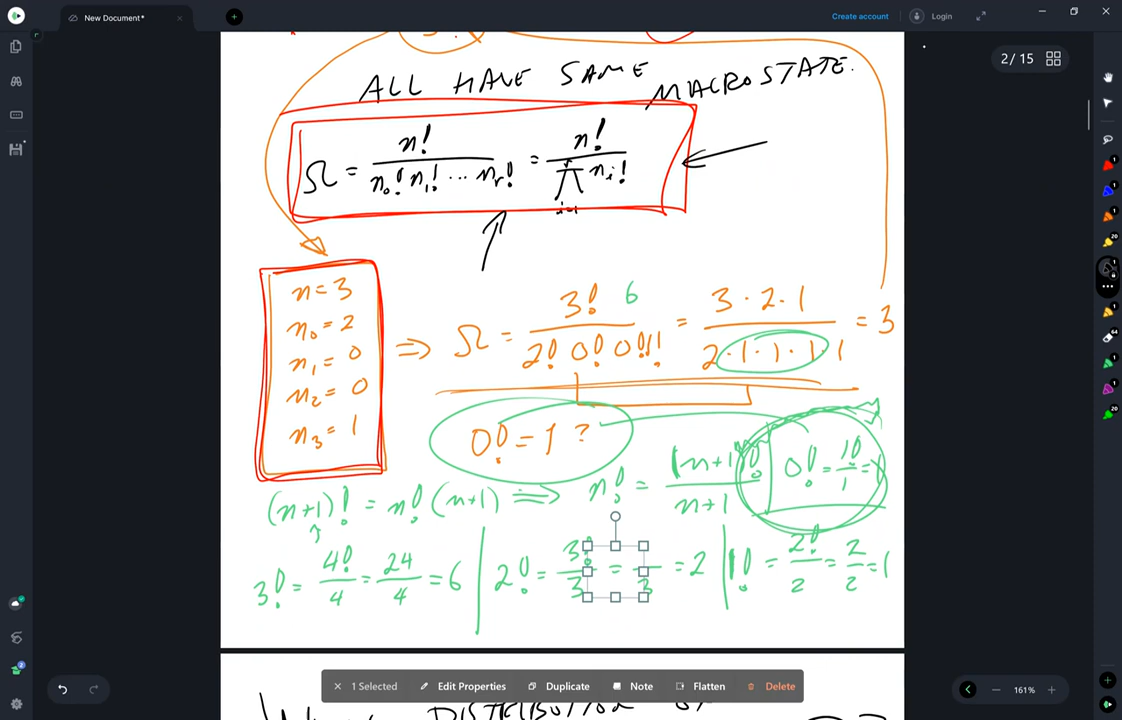 New Document*
Create account
Login
2 / 15
ALL HAVE SAME MACROSTATE.
Ω = n! / n₀! n₁! ... nᵣ! = n! / ∏ nᵢ!
n = 3
n₀ = 2
n₁ = 0
n₂ = 0
n₃ = 1
⇒ Ω = 3! / 2! 0! 0! 1! = 3 · 2 · 1 / 2 · 1 · 1 · 1 · 1 = 3
6
0! = 1 ?
(n+1)! = n! (n+1) ⟹ n! = (n+1)! / n+1
0! = 1! / 1 = 1
3! = 4! / 4 = 24 / 4 = 6 | 2! = 3! / 3 = / 3 = 2 | 1! = 2! / 2 = 2 / 2 = 1
1 Selected
Edit Properties
Duplicate
Note
Flatten
Delete
161%
DISTRIBUTION OF